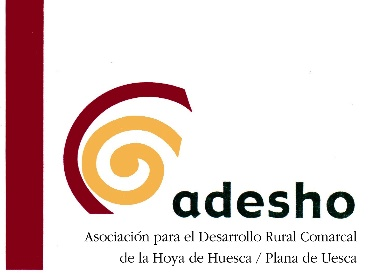 adesho
Asociación para el Desarrollo Rural Comarcal
de la Hoya de Huesca / Plana de Uesca